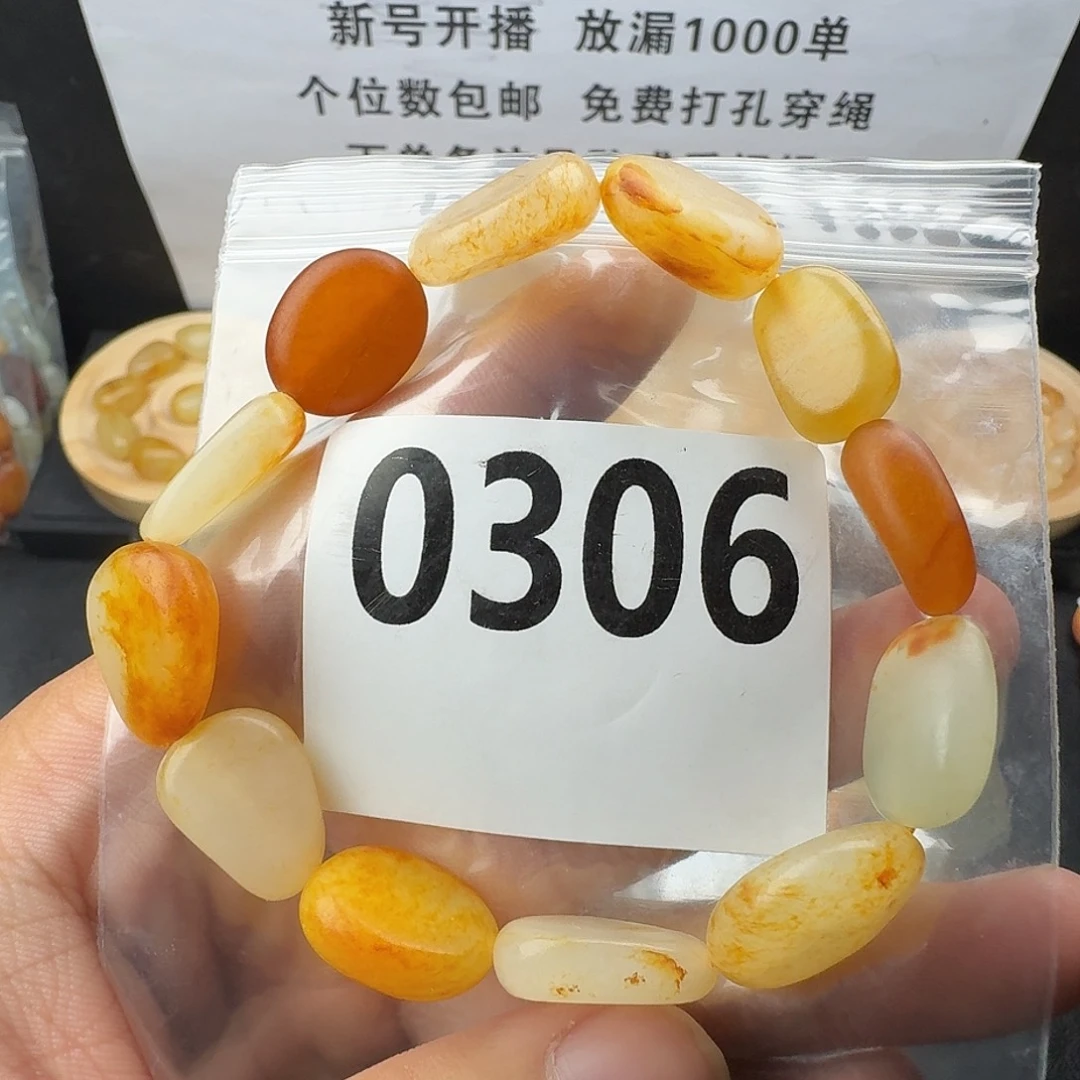 新号开播 放漏1000单
个位数包邮 免费打孔穿绳
0306